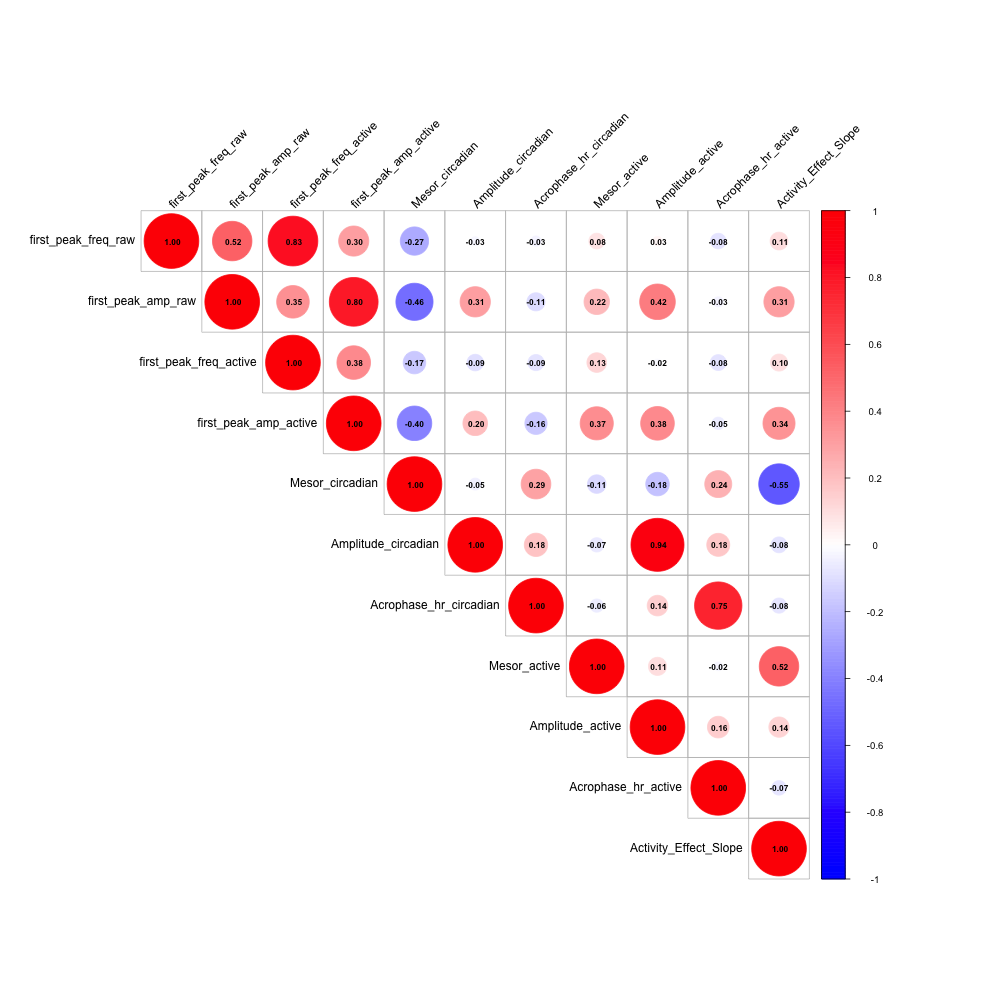 first_peak_freq_raw
first_peak_amp_raw
first_peak_freq_active
first_peak_amp_active
Mesor_circadian
Amplitude_circadian
Acrophase_hr_circadian
Mesor_active
Amplitude_active
Acrophase_hr_active
Activity_Effect_Slope
first_peak_freq_raw 1.00 0.52 0.83 0.30 -0.27 -0.03 -0.03 0.08 0.03 -0.08 0.11
first_peak_amp_raw 1.00 0.35 0.80 -0.46 0.31 -0.11 0.22 0.42 -0.03 0.31
first_peak_freq_active 1.00 0.38 -0.17 -0.09 -0.09 0.13 -0.02 -0.08 0.10
first_peak_amp_active 1.00 -0.40 0.20 -0.16 0.37 0.38 -0.05 0.34
Mesor_circadian 1.00 -0.05 0.29 -0.11 -0.18 0.24 -0.55
Amplitude_circadian 1.00 0.18 -0.07 0.94 0.18 -0.08
Acrophase_hr_circadian 1.00 -0.06 0.14 0.75 -0.08
Mesor_active 1.00 0.11 -0.02 0.52
Amplitude_active 1.00 0.16 0.14
Acrophase_hr_active 1.00 -0.07
Activity_Effect_Slope 1.00
1
0.8
0.6
0.4
0.2
0
-0.2
-0.4
-0.6
-0.8
-1